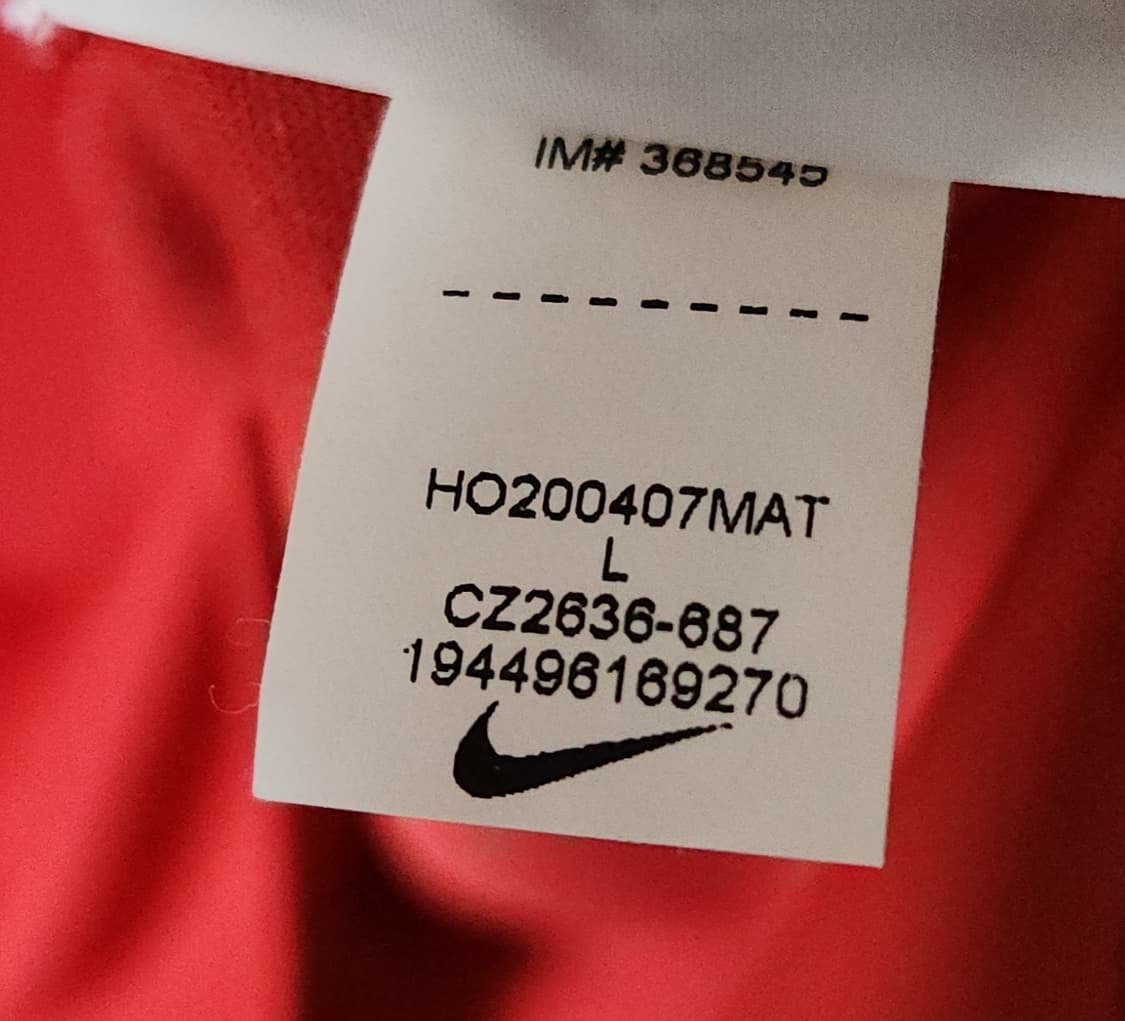 IM# 368545
- - - - - - - - -
HO200407MAT
L
CZ2636-687
194496169270